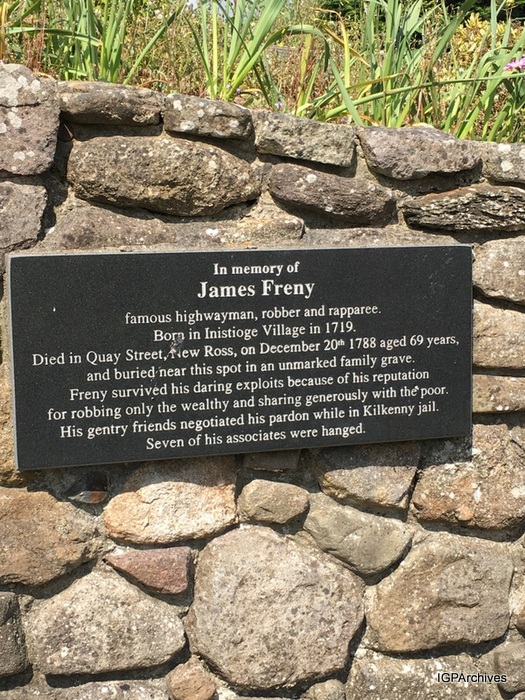 In memory of
James Freny
famous highwayman, robber and rapparee.
Born in Inistioge Village in 1719.
Died in Quay Street, New Ross, on December 20th 1788 aged 69 years,
and buried near this spot in an unmarked family grave.
Freny survived his daring exploits because of his reputation
for robbing only the wealthy and sharing generously with the poor.
His gentry friends negotiated his pardon while in Kilkenny jail.
Seven of his associates were hanged.
IGPArchives